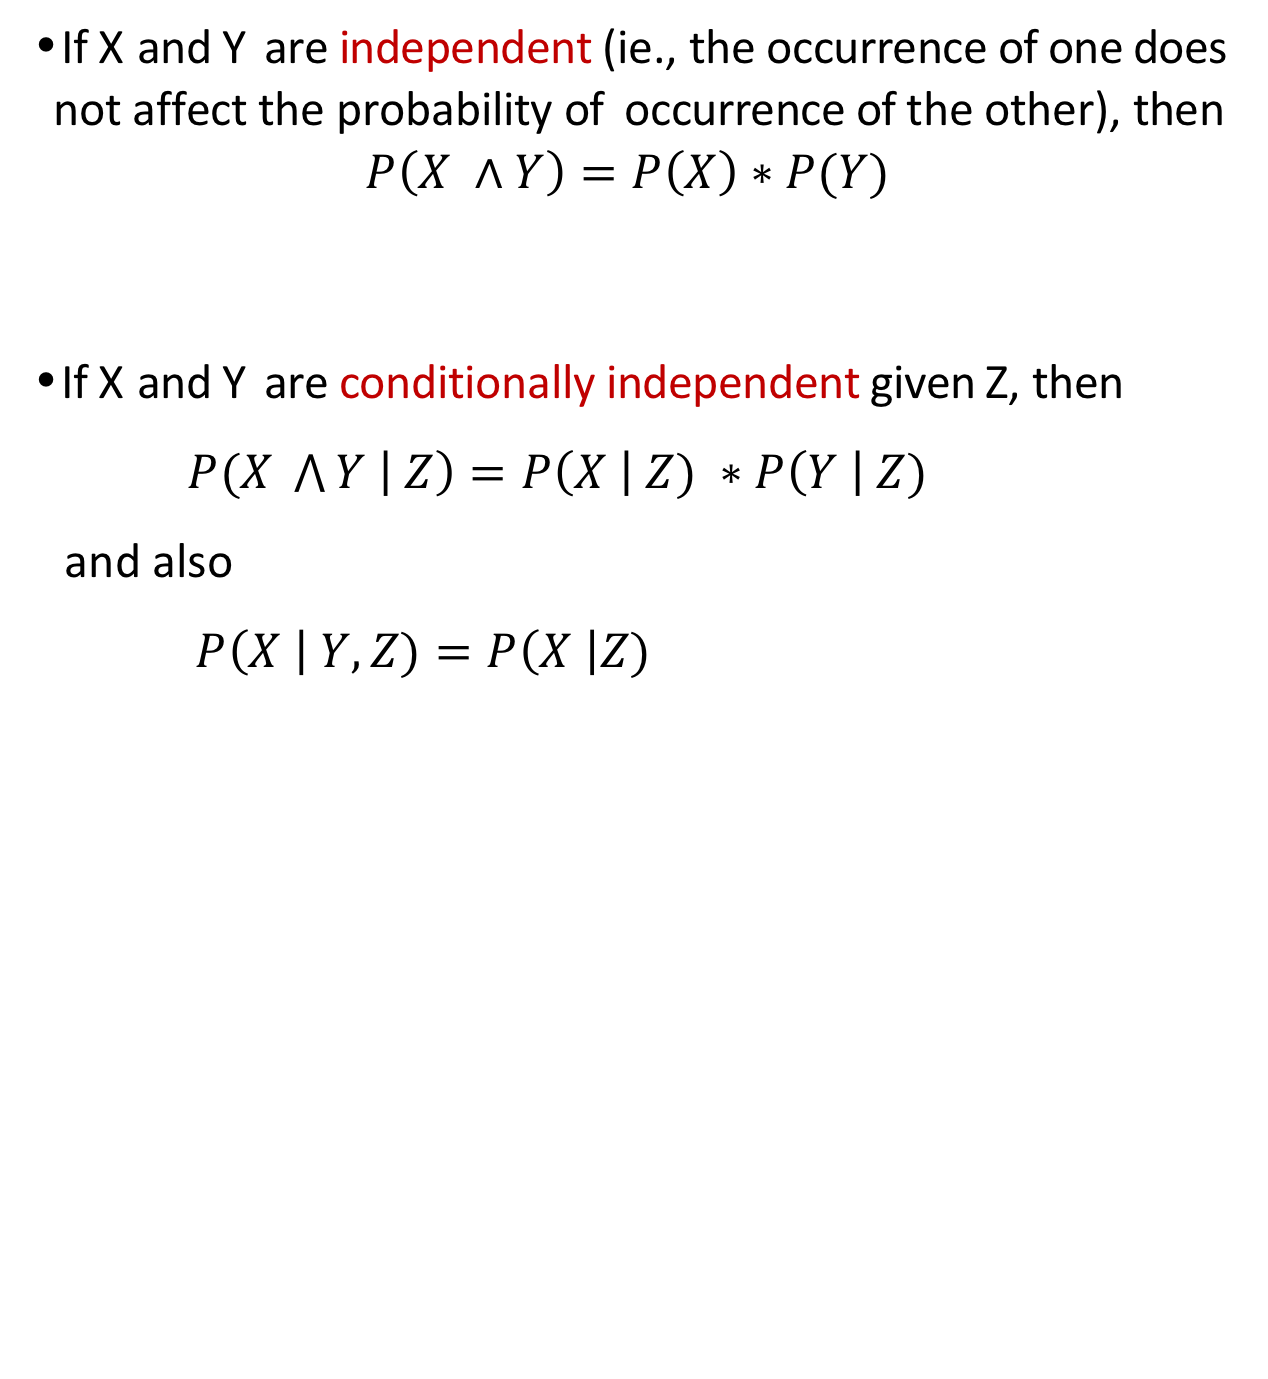 •If X and Y are independent (ie., the occurrence of one does
not affect the probability of occurrence of the other), then
P(X ∧ Y) = P(X) ∗ P(Y)
•If X and Y are conditionally independent given Z, then
P(X ⋀ Y | Z) = P(X | Z) ∗ P(Y | Z)
and also
P(X | Y, Z) = P(X |Z)